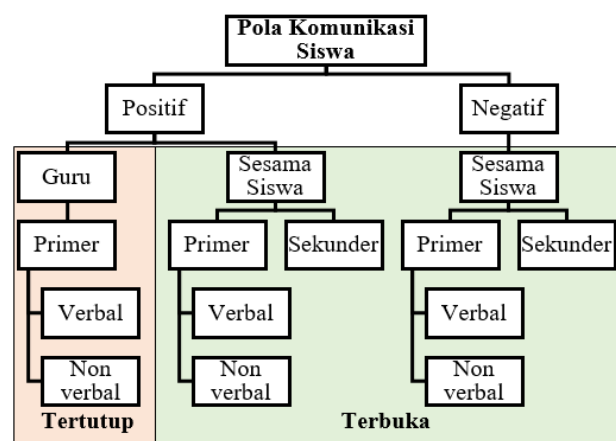 Pola Komunikasi
Siswa
Positif
Negatif
Guru
Sesama
Siswa
Sesama
Siswa
Primer
Primer
Sekunder
Primer
Sekunder
Verbal
Verbal
Verbal
Non
verbal
Non
verbal
Non
verbal
Tertutup
Terbuka